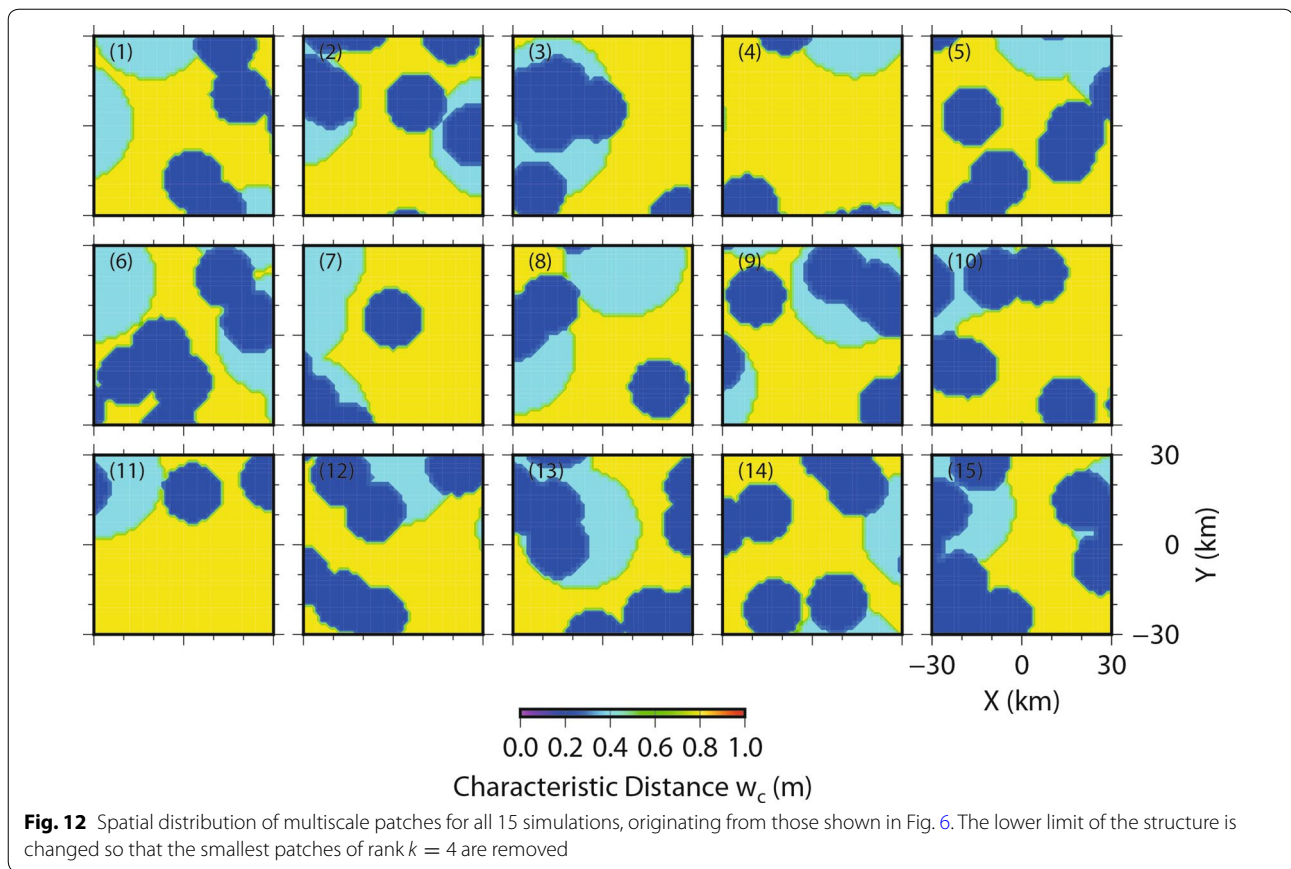 (1) (2) (3) (4) (5)
(6) (7) (8) (9) (10)
(11) (12) (13) (14) (15)
30
0
−30
Y (km)
−30 0 30
X (km)
0.0 0.2 0.4 0.6 0.8 1.0
Characteristic Distance w_c (m)
Fig. 12 Spatial distribution of multiscale patches for all 15 simulations, originating from those shown in Fig. 6. The lower limit of the structure is
changed so that the smallest patches of rank k = 4 are removed